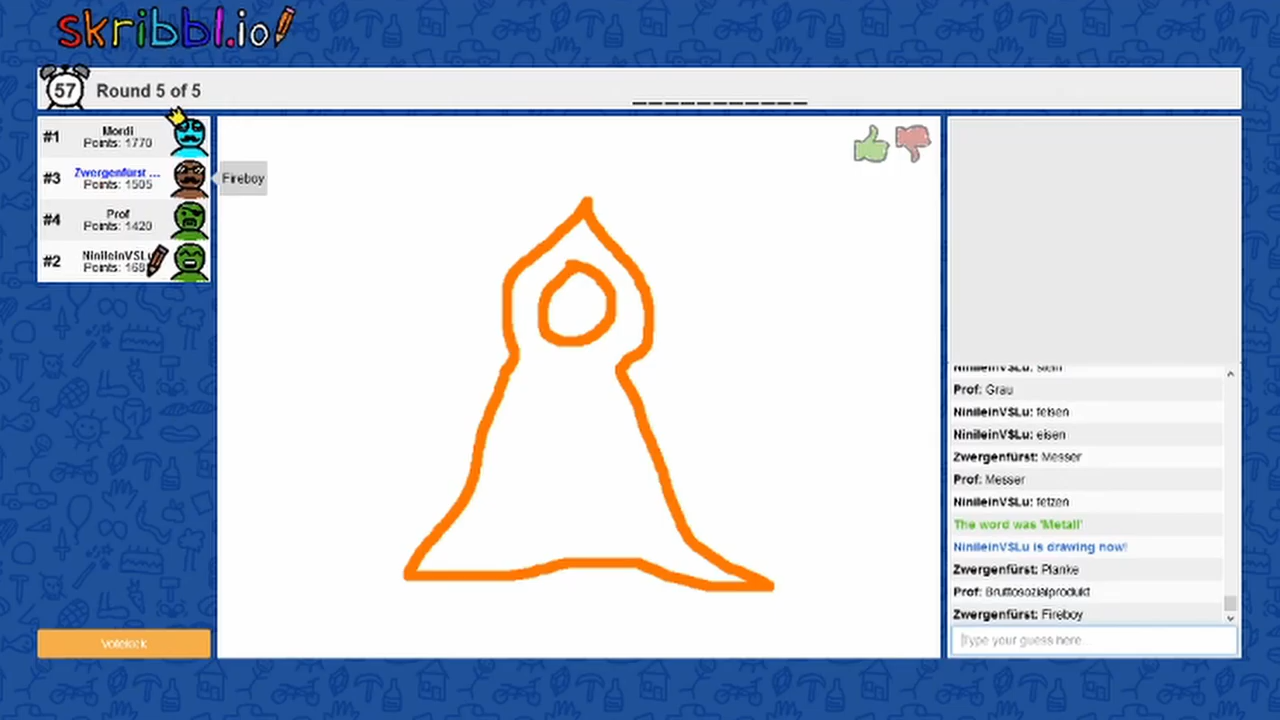 skribbl.io
57
Round 5 of 5
#1
Mordi
Points: 1770
#3
Zwergenfürst ...
Points: 1505
Fireboy
#4
Prof
Points: 1420
#2
NinileinV$Lu
Points: 168
Votekick
Prof: Grau
NinileinV$Lu: felsen
NinileinV$Lu: eisen
Zwergenfürst: Messer
Prof: Messer
NinileinV$Lu: fetzen
The word was 'Metall'
NinileinV$Lu is drawing now!
Zwergenfürst: Planke
Prof: Bruttosozialprodukt
Zwergenfürst: Fireboy
Type your guess here...